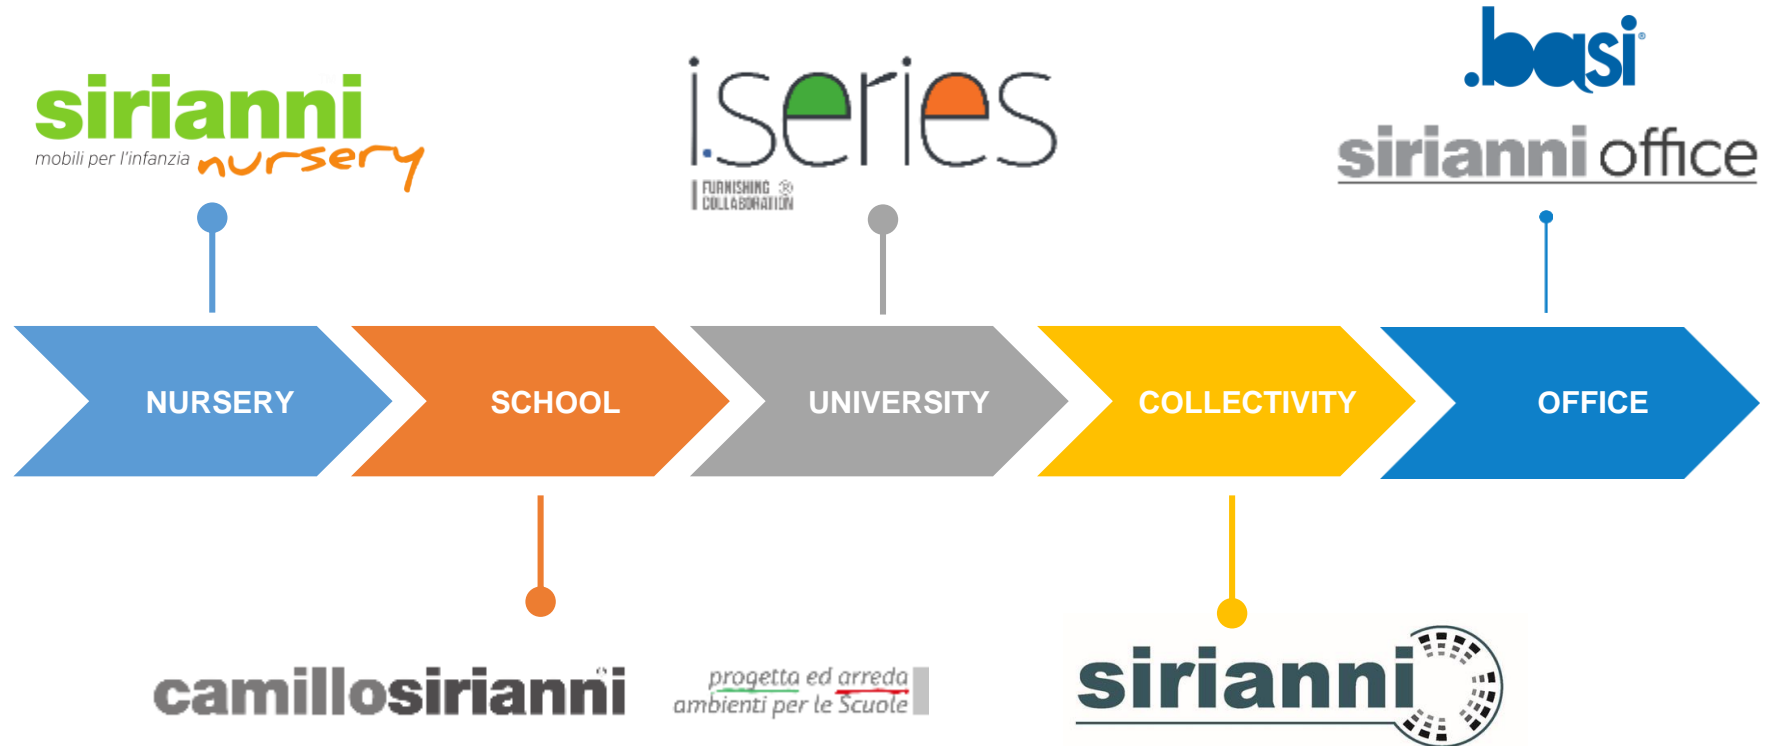 sirianni
mobili per l'infanzia nursery
i.series
FURNISHING ®
COLLABORATION
.basi®
sirianni office
NURSERY
SCHOOL
UNIVERSITY
COLLECTIVITY
OFFICE
camillosirianni
progetta ed arreda
ambienti per le Scuole
sirianni